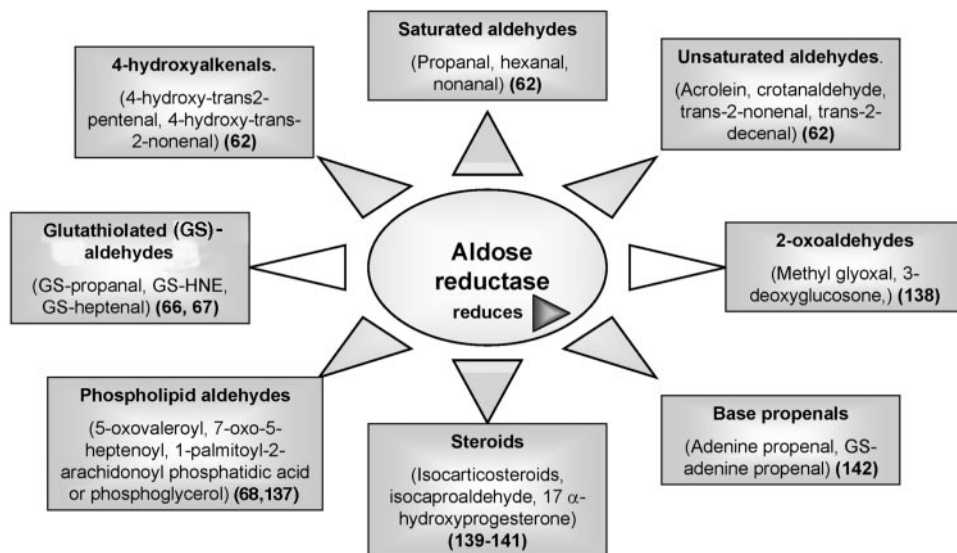 Saturated aldehydes
(Propanal, hexanal,
nonanal) (62)
4-hydroxyalkenals.
(4-hydroxy-trans2-
pentenal, 4-hydroxy-trans-
2-nonenal) (62)
Unsaturated aldehydes.
(Acrolein, crotanaldehyde,
trans-2-nonenal, trans-2-
decenal) (62)
Glutathiolated (GS)-
aldehydes
(GS-propanal, GS-HNE,
GS-heptenal) (66, 67)
Aldose
reductase
reduces
2-oxoaldehydes
(Methyl glyoxal, 3-
deoxyglucosone,) (138)
Phospholipid aldehydes
(5-oxovaleroyl, 7-oxo-5-
heptenoyl, 1-palmitoyl-2-
arachidonoyl phosphatidic acid
or phosphoglycerol) (68,137)
Steroids
(Isocarticosteroids,
isocaproaldehyde, 17 α-
hydroxyprogesterone)
(139-141)
Base propenals
(Adenine propenal, GS-
adenine propenal) (142)